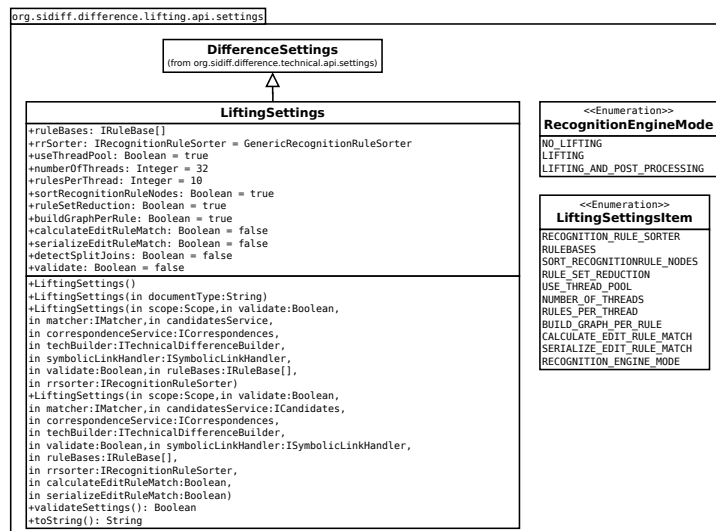 org.sidiff.difference.lifting.api.settings
DifferenceSettings
(from org.sidiff.difference.technical.api.settings)
LiftingSettings
+ruleBases: IRuleBase[]
+rrSorter: IRecognitionRuleSorter = GenericRecognitionRuleSorter
+useThreadPool: Boolean = true
+numberOfThreads: Integer = 32
+rulesPerThread: Integer = 10
+sortRecognitionRuleNodes: Boolean = true
+ruleSetReduction: Boolean = true
+buildGraphPerRule: Boolean = true
+calculateEditRuleMatch: Boolean = false
+serializeEditRuleMatch: Boolean = false
+detectSplitJoins: Boolean = false
+validate: Boolean = false
+LiftingSettings()
+LiftingSettings(in documentType:String)
+LiftingSettings(in scope:Scope,in validate:Boolean,
in matcher:IMatcher,in candidatesService,
in correspondenceService:ICorrespondences,
in techBuilder:ITechnicalDifferenceBuilder,
in symbolicLinkHandler:ISymbolicLinkHandler,
in validate:Boolean,in ruleBases:IRuleBase[],
in rrsorter:IRecognitionRuleSorter)
+LiftingSettings(in scope:Scope,in validate:Boolean,
in matcher:IMatcher,in candidatesService:ICandidates,
in correspondenceService:ICorrespondences,
in techBuilder:ITechnicalDifferenceBuilder,
in validate:Boolean,in symbolicLinkHandler:ISymbolicLinkHandler,
in ruleBases:IRuleBase[],
in rrsorter:IRecognitionRuleSorter,
in calculateEditRuleMatch:Boolean,
in serializeEditRuleMatch:Boolean)
+validateSettings(): Boolean
+toString(): String
<<Enumeration>>
RecognitionEngineMode
NO_LIFTING
LIFTING
LIFTING_AND_POST_PROCESSING
<<Enumeration>>
LiftingSettingsItem
RECOGNITION_RULE_SORTER
RULEBASES
SORT_RECOGNITIONRULE_NODES
RULE_SET_REDUCTION
USE_THREAD_POOL
NUMBER_OF_THREADS
RULES_PER_THREAD
BUILD_GRAPH_PER_RULE
CALCULATE_EDIT_RULE_MATCH
SERIALIZE_EDIT_RULE_MATCH
RECOGNITION_ENGINE_MODE